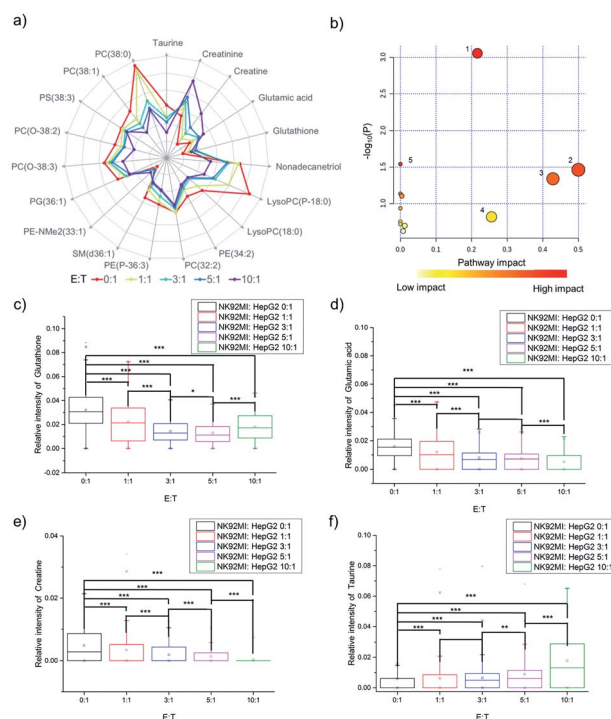 a)
Taurine
Creatinine
Creatine
Glutamic acid
Glutathione
Nonadecanetriol
LysoPC(P-18:0)
LysoPC(18:0)
PE(34:2)
PC(32:2)
PE(P-36:3)
SM(d36:1)
PE-NMe2(33:1)
PG(36:1)
PC(O-38:3)
PC(O-38:2)
PS(38:3)
PC(38:1)
PC(38:0)
E:T 0:1 1:1 3:1 5:1 10:1
b)
-log10(P)
3.0
2.5
2.0
1.5
1.0
1
2
3
4
5
0.0 0.1 0.2 0.3 0.4 0.5
Pathway impact
Low impact
High impact
c)
NK92MI: HepG2 0:1
NK92MI: HepG2 1:1
NK92MI: HepG2 3:1
NK92MI: HepG2 5:1
NK92MI: HepG2 10:1
Relative intensity of Glutathione
0.10
0.08
0.06
0.04
0.02
0.00
-0.02
***
***
***
***
***
*
***
0:1 1:1 3:1 5:1 10:1
E:T
d)
NK92MI: HepG2 0:1
NK92MI: HepG2 1:1
NK92MI: HepG2 3:1
NK92MI: HepG2 5:1
NK92MI: HepG2 10:1
Relative intensity of Glutamic acid
0.08
0.06
0.04
0.02
0.00
***
***
***
***
***
***
0:1 1:1 3:1 5:1 10:1
E:T
e)
NK92MI: HepG2 0:1
NK92MI: HepG2 1:1
NK92MI: HepG2 3:1
NK92MI: HepG2 5:1
NK92MI: HepG2 10:1
Relative intensity of Creatine
0.04
0.02
0.00
***
***
***
***
***
***
0:1 1:1 3:1 5:1 10:1
E:T
f)
NK92MI: HepG2 0:1
NK92MI: HepG2 1:1
NK92MI: HepG2 3:1
NK92MI: HepG2 5:1
NK92MI: HepG2 10:1
Relative intensity of Taurine
0.10
0.08
0.06
0.04
0.02
0.00
***
***
***
***
**
***
0:1 1:1 3:1 5:1 10:1
E:T